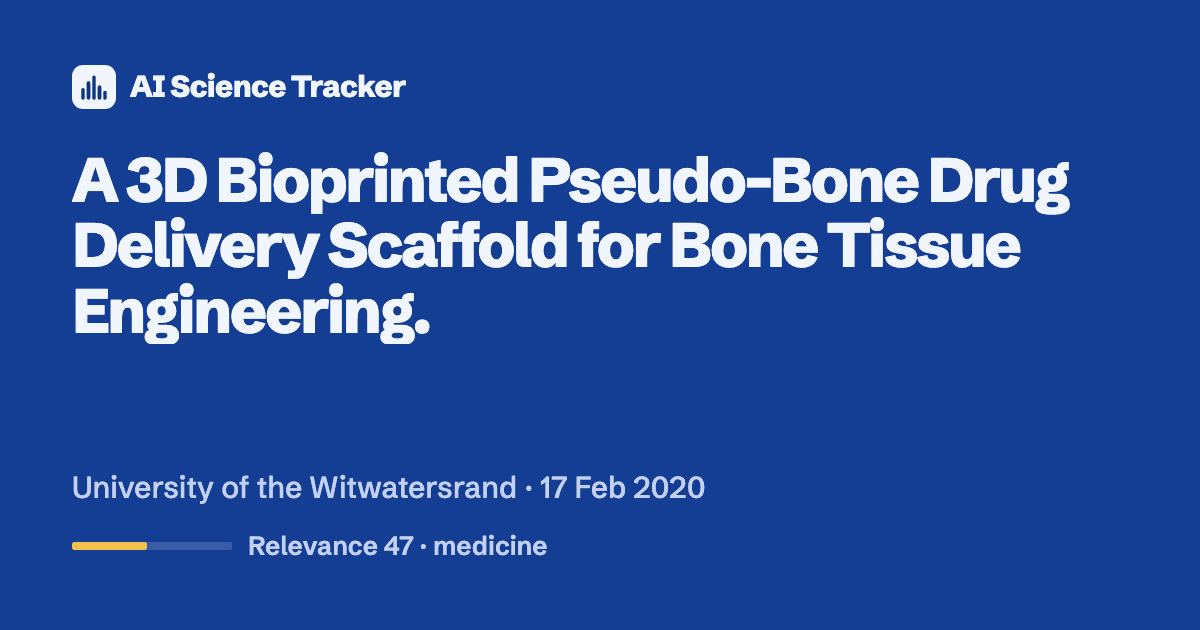 AI Science Tracker
A 3D Bioprinted Pseudo-Bone Drug
Delivery Scaffold for Bone Tissue
Engineering.
University of the Witwatersrand · 17 Feb 2020
Relevance 47 · medicine